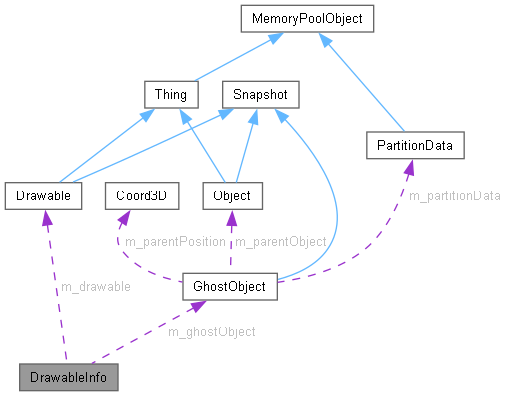 MemoryPoolObject
Thing
Snapshot
PartitionData
Drawable
Coord3D
Object
m_partitionData
m_parentPosition
m_parentObject
m_drawable
GhostObject
m_ghostObject
DrawableInfo